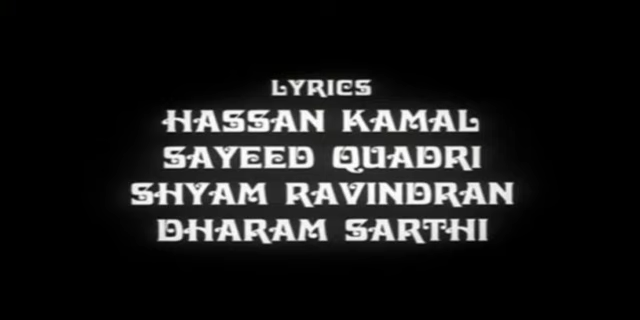 LYRICS
HASSAN KAMAL
SAYEED QUADRI
SHYAM RAVINDRAN
DHARAM SARTHI